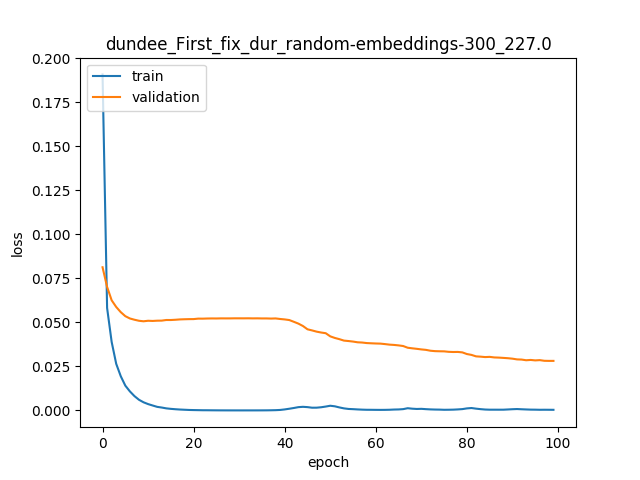 dundee_First_fix_dur_random-embeddings-300_227.0
train
validation
0.200
0.175
0.150
0.125
0.100
0.075
0.050
0.025
0.000
loss
0 20 40 60 80 100
epoch